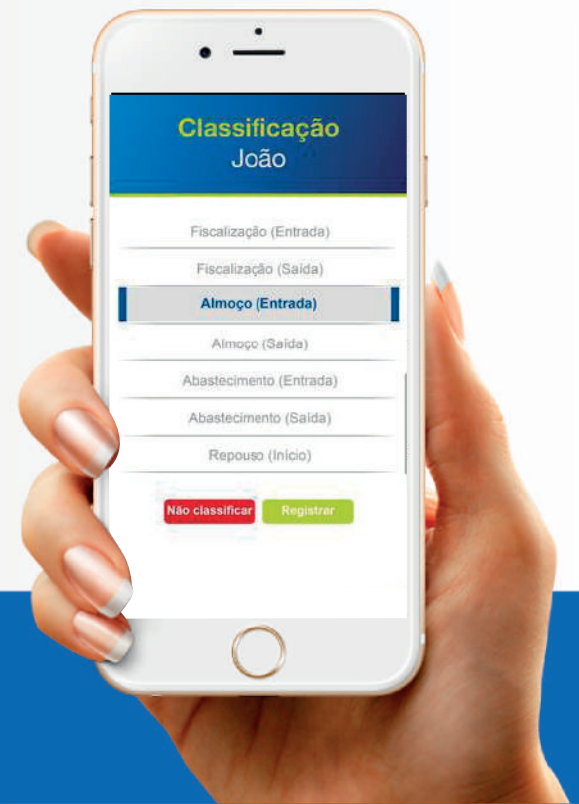 Classificação
João
Fiscalização (Entrada)
Fiscalização (Saída)
Almoço (Entrada)
Almoço (Saída)
Abastecimento (Entrada)
Abastecimento (Saída)
Repouso (Início)
Não classificar Registrar